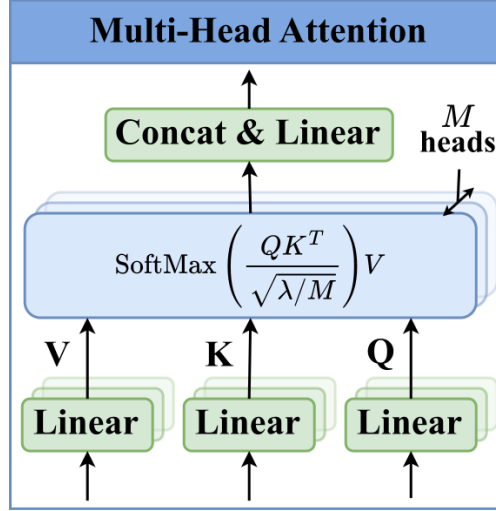 Multi-Head Attention
Concat & Linear
M
heads
SoftMax(QK^T/√(λ/M))V
V K Q
Linear Linear Linear